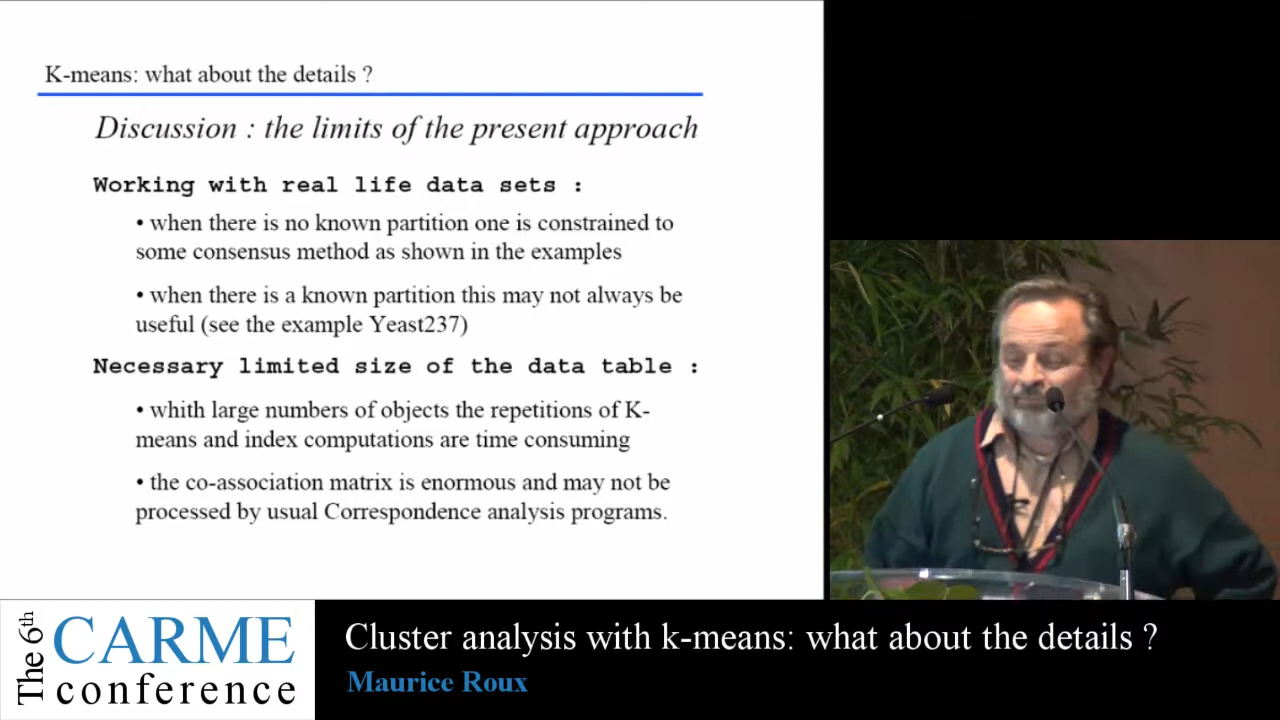 K-means: what about the details ?
Discussion : the limits of the present approach
Working with real life data sets :
• when there is no known partition one is constrained to
some consensus method as shown in the examples
• when there is a known partition this may not always be
useful (see the example Yeast237)
Necessary limited size of the data table :
• whith large numbers of objects the repetitions of K-
means and index computations are time consuming
• the co-association matrix is enormous and may not be
processed by usual Correspondence analysis programs.
The 6th
CARME
conference
Cluster analysis with k-means: what about the details ?
Maurice Roux